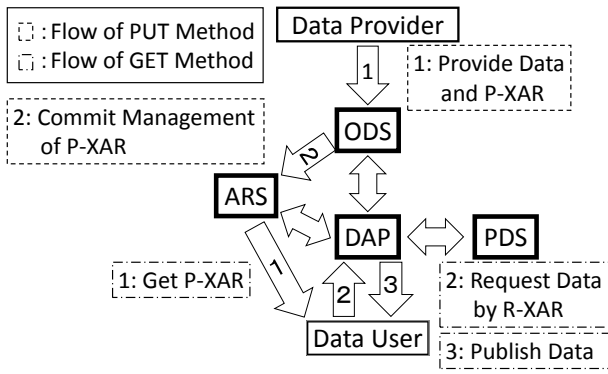 : Flow of PUT Method
: Flow of GET Method
Data Provider
1
1: Provide Data
and P-XAR
2: Commit Management
of P-XAR
ODS
2
ARS
DAP
PDS
1: Get P-XAR
1
2
3
2: Request Data
by R-XAR
Data User
3: Publish Data